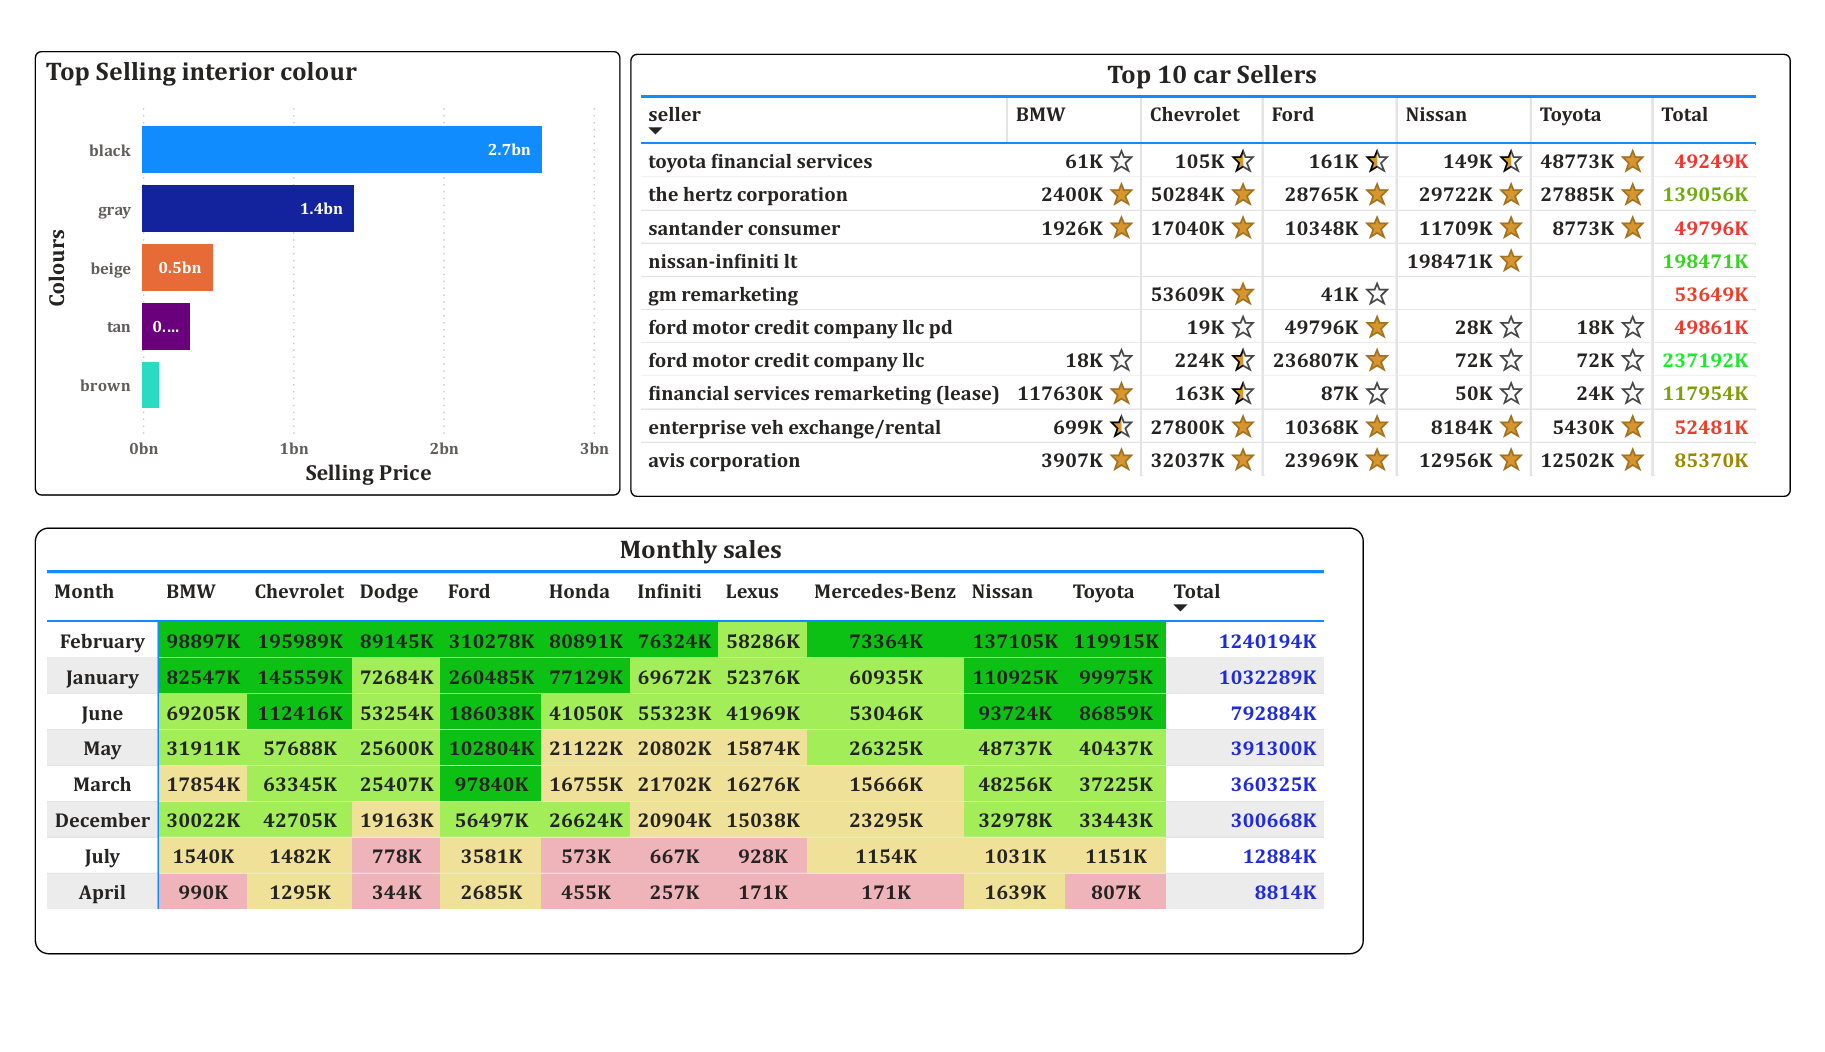 Top Selling interior colour
black 2.7bn
gray 1.4bn
beige 0.5bn
tan 0....
brown
Colours
0bn 1bn 2bn 3bn
Selling Price
Top 10 car Sellers
seller BMW Chevrolet Ford Nissan Toyota Total
toyota financial services 61K 105K 161K 149K 48773K 49249K
the hertz corporation 2400K 50284K 28765K 29722K 27885K 139056K
santander consumer 1926K 17040K 10348K 11709K 8773K 49796K
nissan-infiniti lt 198471K 198471K
gm remarketing 53609K 41K 53649K
ford motor credit company llc pd 19K 49796K 28K 18K 49861K
ford motor credit company llc 18K 224K 236807K 72K 72K 237192K
financial services remarketing (lease) 117630K 163K 87K 50K 24K 117954K
enterprise veh exchange/rental 699K 27800K 10368K 8184K 5430K 52481K
avis corporation 3907K 32037K 23969K 12956K 12502K 85370K
Monthly sales
Month BMW Chevrolet Dodge Ford Honda Infiniti Lexus Mercedes-Benz Nissan Toyota Total
February 98897K 195989K 89145K 310278K 80891K 76324K 58286K 73364K 137105K 119915K 1240194K
January 82547K 145559K 72684K 260485K 77129K 69672K 52376K 60935K 110925K 99975K 1032289K
June 69205K 112416K 53254K 186038K 41050K 55323K 41969K 53046K 93724K 86859K 792884K
May 31911K 57688K 25600K 102804K 21122K 20802K 15874K 26325K 48737K 40437K 391300K
March 17854K 63345K 25407K 97840K 16755K 21702K 16276K 15666K 48256K 37225K 360325K
December 30022K 42705K 19163K 56497K 26624K 20904K 15038K 23295K 32978K 33443K 300668K
July 1540K 1482K 778K 3581K 573K 667K 928K 1154K 1031K 1151K 12884K
April 990K 1295K 344K 2685K 455K 257K 171K 171K 1639K 807K 8814K